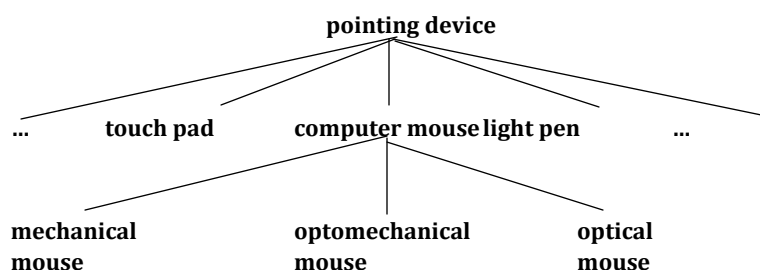 pointing device
... touch pad computer mouse light pen ...
mechanical optomechanical optical
mouse mouse mouse